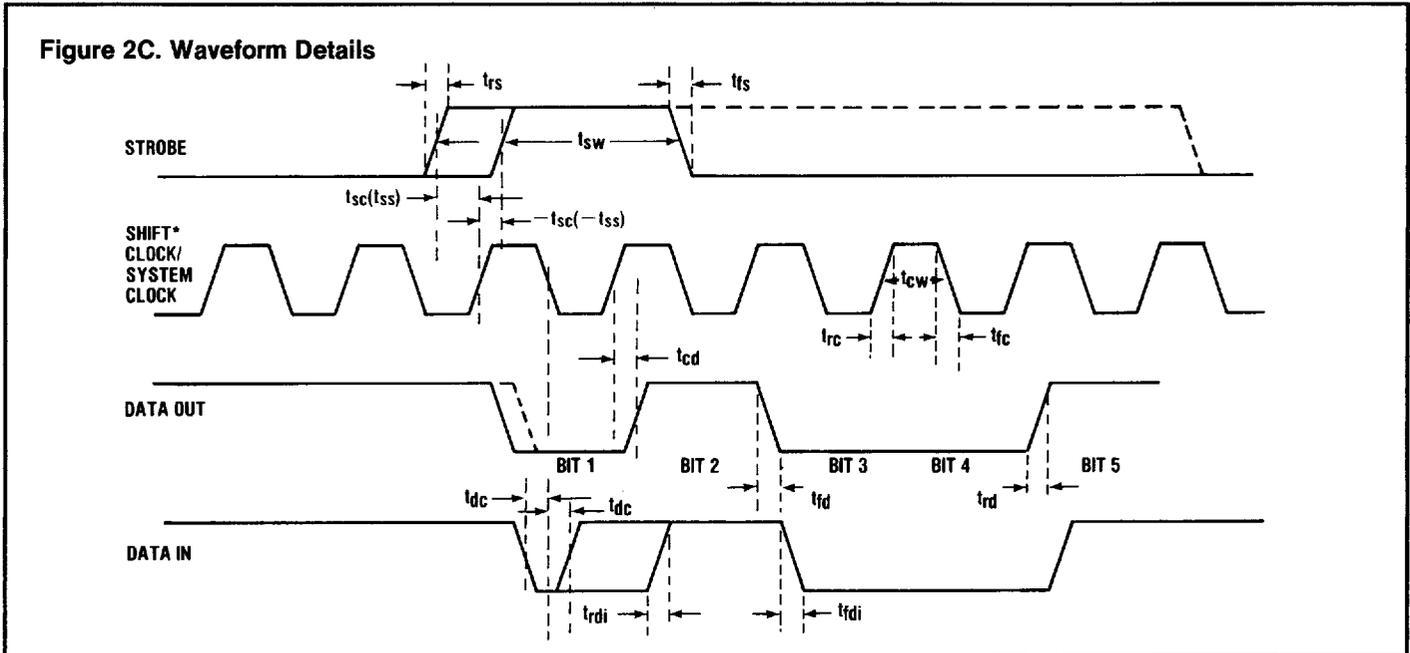 Figure 2C. Waveform Details
trs
tfs
STROBE
tsw
tsc(tss)
-tsc(-tss)
SHIFT*
CLOCK/
SYSTEM
CLOCK
tcw
trc
tfc
tcd
DATA OUT
BIT 1
BIT 2
BIT 3
BIT 4
BIT 5
tdc
tdc
tfd
trd
DATA IN
trdi
tfdi